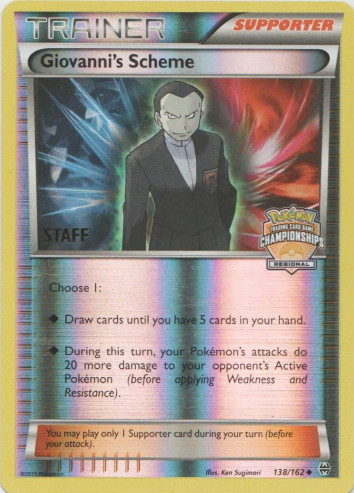 TRAINER
SUPPORTER
Giovanni's Scheme
STAFF
Pokémon
TRADING CARD GAME
CHAMPIONSHIPS
REGIONAL
Choose 1:
◆ Draw cards until you have 5 cards in your hand.
◆ During this turn, your Pokémon's attacks do
20 more damage to your opponent's Active
Pokémon (before applying Weakness and
Resistance).
You may play only 1 Supporter card during your turn (before
your attack).
Illus. Ken Sugimori
138/162 ◆